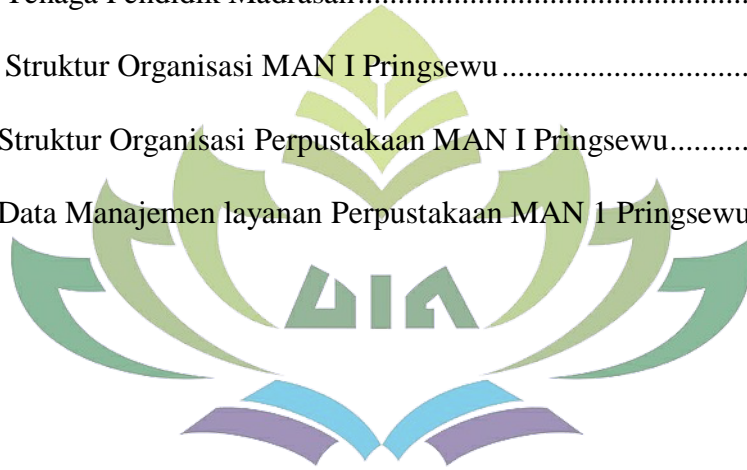 Tenaga Pendidik Madrasah.......................................................
Struktur Organisasi MAN I Pringsewu...................................
Struktur Organisasi Perpustakaan MAN I Pringsewu..........
Data Manajemen layanan Perpustakaan MAN 1 Pringsewu
UIN